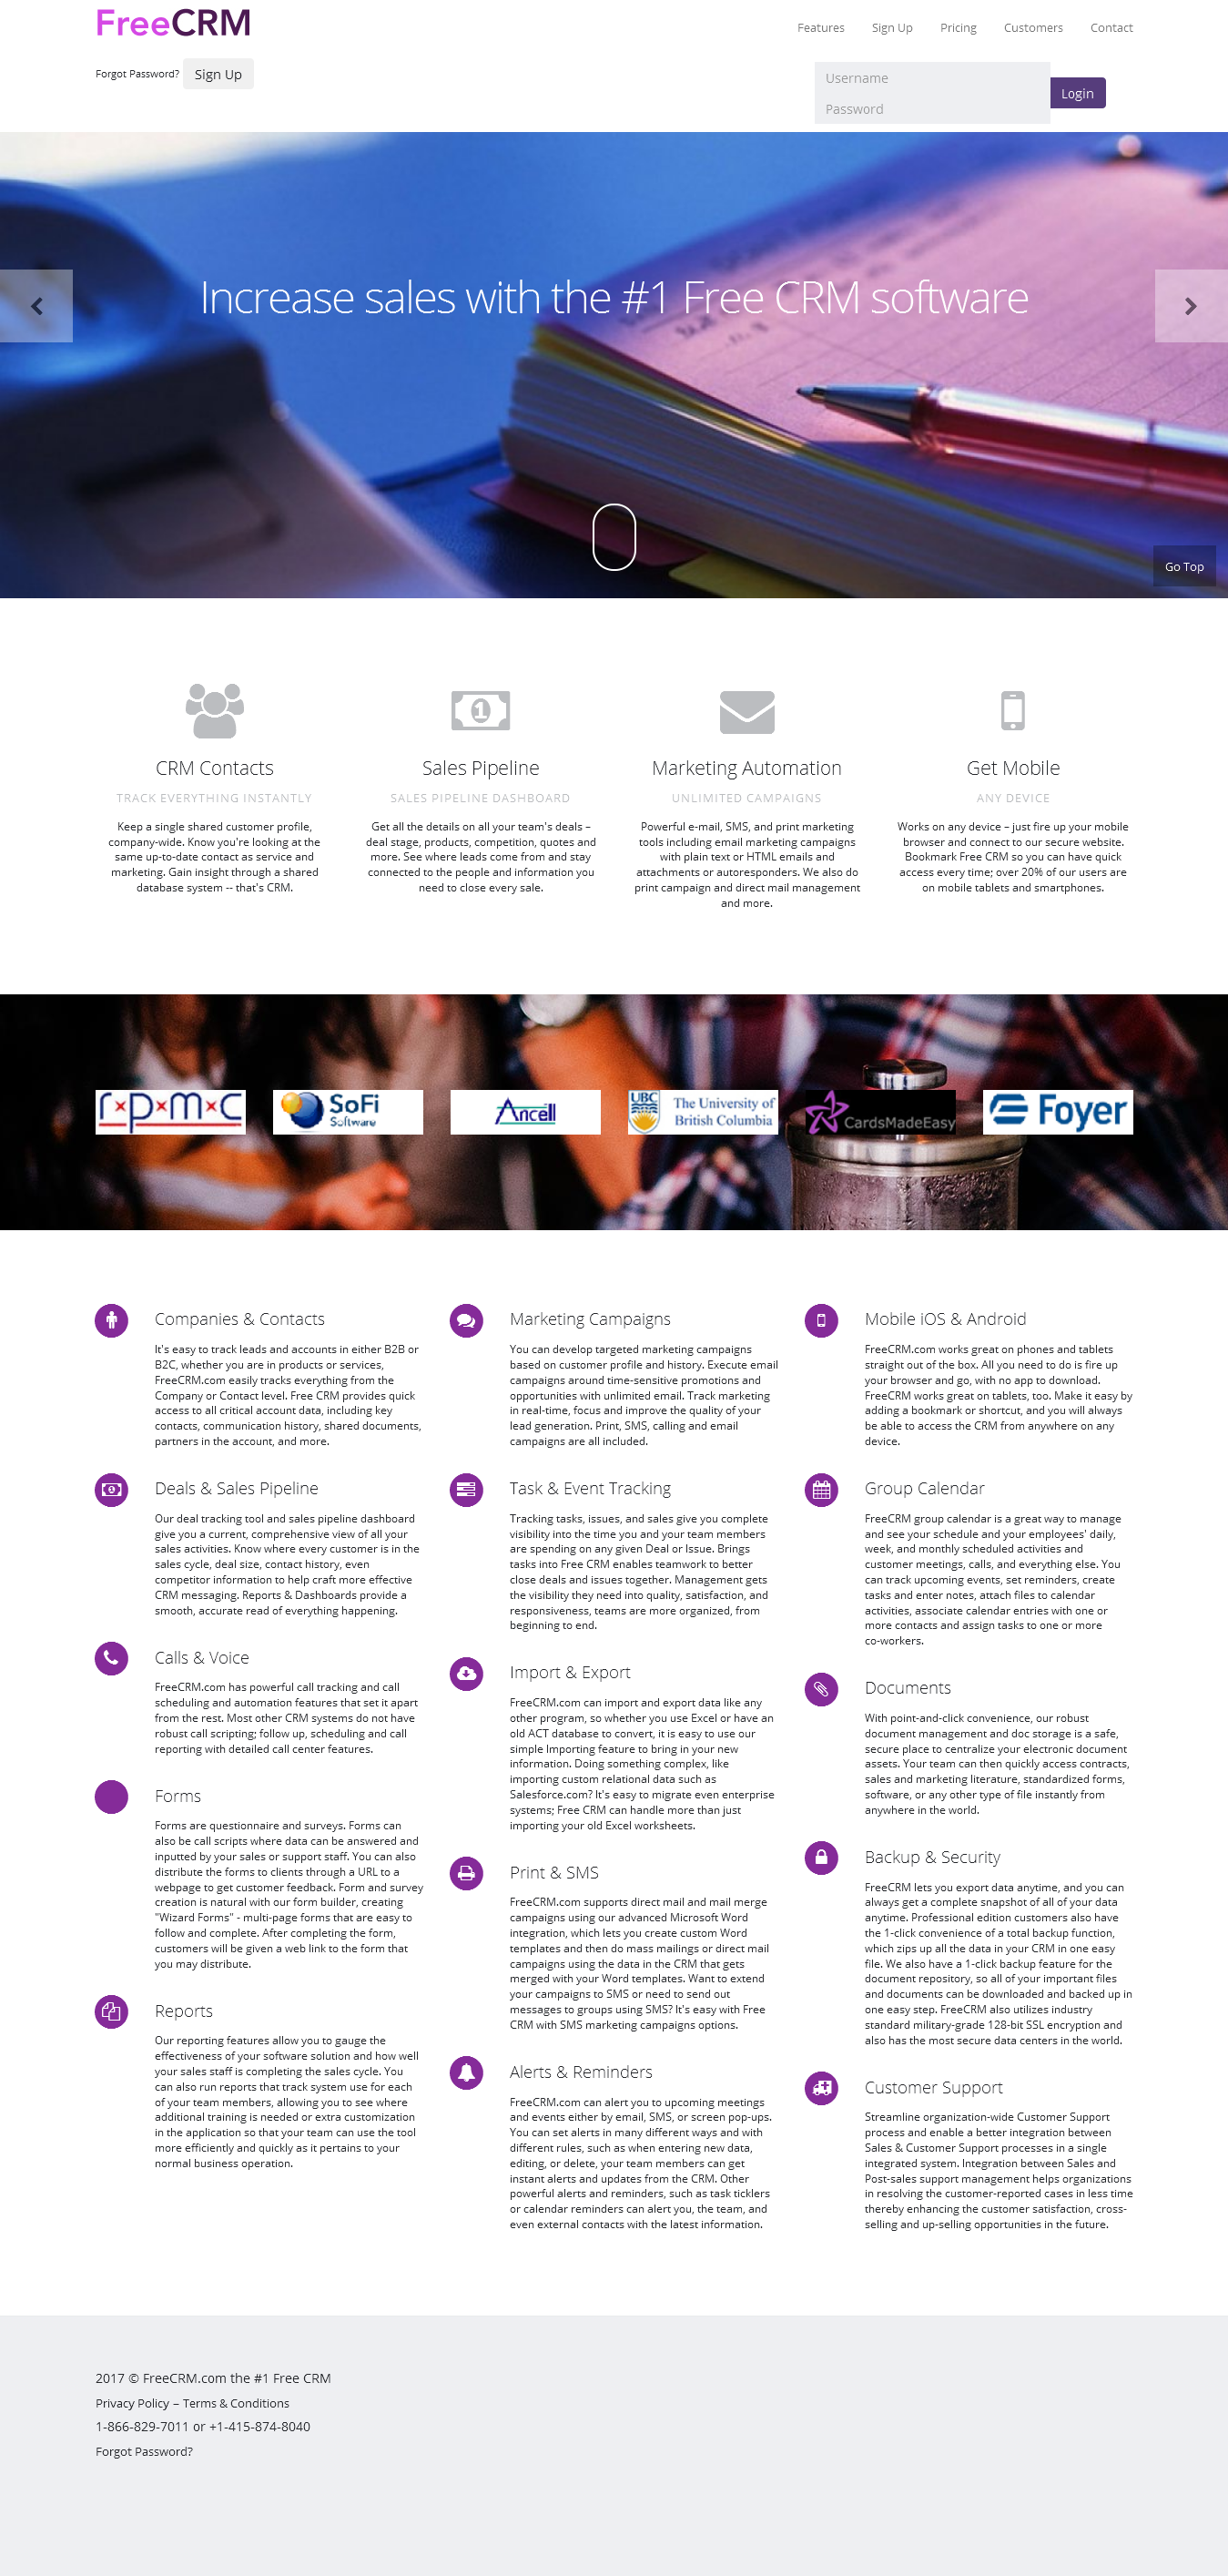 FreeCRM
Features Sign Up Pricing Customers Contact
Forgot Password? Sign Up
Username
Password
Login
Increase sales with the #1 Free CRM software
Go Top
CRM Contacts
TRACK EVERYTHING INSTANTLY
Keep a single shared customer profile,
company-wide. Know you're looking at the
same up-to-date contact as service and
marketing. Gain insight through a shared
database system -- that's CRM.
Sales Pipeline
SALES PIPELINE DASHBOARD
Get all the details on all your team's deals –
deal stage, products, competition, quotes and
more. See where leads come from and stay
connected to the people and information you
need to close every sale.
Marketing Automation
UNLIMITED CAMPAIGNS
Powerful e-mail, SMS, and print marketing
tools including email marketing campaigns
with plain text or HTML emails and
attachments or autoresponders. We also do
print campaign and direct mail management
and more.
Get Mobile
ANY DEVICE
Works on any device – just fire up your mobile
browser and connect to our secure website.
Bookmark Free CRM so you can have quick
access every time; over 20% of our users are
on mobile tablets and smartphones.
r×p×m×c
SoFi
Software
Ancell
UBC
The University of
British Columbia
CardsMadeEasy
Foyer
Companies & Contacts
It's easy to track leads and accounts in either B2B or
B2C, whether you are in products or services,
FreeCRM.com easily tracks everything from the
Company or Contact level. Free CRM provides quick
access to all critical account data, including key
contacts, communication history, shared documents,
partners in the account, and more.
Deals & Sales Pipeline
Our deal tracking tool and sales pipeline dashboard
give you a current, comprehensive view of all your
sales activities. Know where every customer is in the
sales cycle, deal size, contact history, even
competitor information to help craft more effective
CRM messaging. Reports & Dashboards provide a
smooth, accurate read of everything happening.
Calls & Voice
FreeCRM.com has powerful call tracking and call
scheduling and automation features that set it apart
from the rest. Most other CRM systems do not have
robust call scripting; follow up, scheduling and call
reporting with detailed call center features.
Forms
Forms are questionnaire and surveys. Forms can
also be call scripts where data can be answered and
inputted by your sales or support staff. You can also
distribute the forms to clients through a URL to a
webpage to get customer feedback. Form and survey
creation is natural with our form builder, creating
"Wizard Forms" - multi-page forms that are easy to
follow and complete. After completing the form,
customers will be given a web link to the form that
you may distribute.
Reports
Our reporting features allow you to gauge the
effectiveness of your software solution and how well
your sales staff is completing the sales cycle. You
can also run reports that track system use for each
of your team members, allowing you to see where
additional training is needed or extra customization
in the application so that your team can use the tool
more efficiently and quickly as it pertains to your
normal business operation.
Marketing Campaigns
You can develop targeted marketing campaigns
based on customer profile and history. Execute email
campaigns around time-sensitive promotions and
opportunities with unlimited email. Track marketing
in real-time, focus and improve the quality of your
lead generation. Print, SMS, calling and email
campaigns are all included.
Task & Event Tracking
Tracking tasks, issues, and sales give you complete
visibility into the time you and your team members
are spending on any given Deal or Issue. Brings
tasks into Free CRM enables teamwork to better
close deals and issues together. Management gets
the visibility they need into quality, satisfaction, and
responsiveness, teams are more organized, from
beginning to end.
Import & Export
FreeCRM.com can import and export data like any
other program, so whether you use Excel or have an
old ACT database to convert, it is easy to use our
simple Importing feature to bring in your new
information. Doing something complex, like
importing custom relational data such as
Salesforce.com? It's easy to migrate even enterprise
systems; Free CRM can handle more than just
importing your old Excel worksheets.
Print & SMS
FreeCRM.com supports direct mail and mail merge
campaigns using our advanced Microsoft Word
integration, which lets you create custom Word
templates and then do mass mailings or direct mail
campaigns using the data in the CRM that gets
merged with your Word templates. Want to extend
your campaigns to SMS or need to send out
messages to groups using SMS? It's easy with Free
CRM with SMS marketing campaigns options.
Alerts & Reminders
FreeCRM.com can alert you to upcoming meetings
and events either by email, SMS, or screen pop-ups.
You can set alerts in many different ways and with
different rules, such as when entering new data,
editing, or delete, your team members can get
instant alerts and updates from the CRM. Other
powerful alerts and reminders, such as task ticklers
or calendar reminders can alert you, the team, and
even external contacts with the latest information.
Mobile iOS & Android
FreeCRM.com works great on phones and tablets
straight out of the box. All you need to do is fire up
your browser and go, with no app to download.
FreeCRM works great on tablets, too. Make it easy by
adding a bookmark or shortcut, and you will always
be able to access the CRM from anywhere on any
device.
Group Calendar
FreeCRM group calendar is a great way to manage
and see your schedule and your employees' daily,
week, and monthly scheduled activities and
customer meetings, calls, and everything else. You
can track upcoming events, set reminders, create
tasks and enter notes, attach files to calendar
activities, associate calendar entries with one or
more contacts and assign tasks to one or more
co-workers.
Documents
With point-and-click convenience, our robust
document management and doc storage is a safe,
secure place to centralize your electronic document
assets. Your team can then quickly access contracts,
sales and marketing literature, standardized forms,
software, or any other type of file instantly from
anywhere in the world.
Backup & Security
FreeCRM lets you export data anytime, and you can
always get a complete snapshot of all of your data
anytime. Professional edition customers also have
the 1-click convenience of a total backup function,
which zips up all the data in your CRM in one easy
file. We also have a 1-click backup feature for the
document repository, so all of your important files
and documents can be downloaded and backed up in
one easy step. FreeCRM also utilizes industry
standard military-grade 128-bit SSL encryption and
also has the most secure data centers in the world.
Customer Support
Streamline organization-wide Customer Support
process and enable a better integration between
Sales & Customer Support processes in a single
integrated system. Integration between Sales and
Post-sales support management helps organizations
in resolving the customer-reported cases in less time
thereby enhancing the customer satisfaction, cross-
selling and up-selling opportunities in the future.
2017 © FreeCRM.com the #1 Free CRM
Privacy Policy – Terms & Conditions
1-866-829-7011 or +1-415-874-8040
Forgot Password?